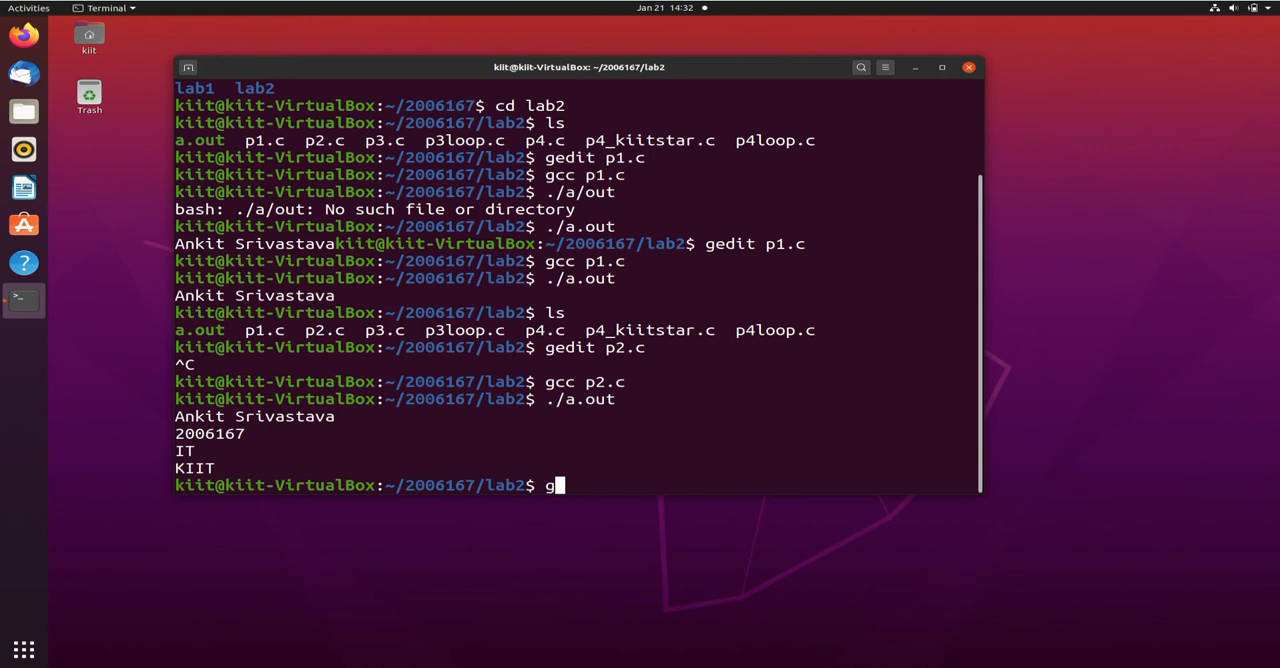 Activities
Terminal
Jan 21 14:32
kiit
Trash
kiit@kiit-VirtualBox: ~/2006167/lab2
lab1  lab2
kiit@kiit-VirtualBox:~/2006167$ cd lab2
kiit@kiit-VirtualBox:~/2006167/lab2$ ls
a.out  p1.c  p2.c  p3.c  p3loop.c  p4.c  p4_kiitstar.c  p4loop.c
kiit@kiit-VirtualBox:~/2006167/lab2$ gedit p1.c
kiit@kiit-VirtualBox:~/2006167/lab2$ gcc p1.c
kiit@kiit-VirtualBox:~/2006167/lab2$ ./a/out
bash: ./a/out: No such file or directory
kiit@kiit-VirtualBox:~/2006167/lab2$ ./a.out
Ankit Srivastavakiit@kiit-VirtualBox:~/2006167/lab2$ gedit p1.c
kiit@kiit-VirtualBox:~/2006167/lab2$ gcc p1.c
kiit@kiit-VirtualBox:~/2006167/lab2$ ./a.out
Ankit Srivastava
kiit@kiit-VirtualBox:~/2006167/lab2$ ls
a.out  p1.c  p2.c  p3.c  p3loop.c  p4.c  p4_kiitstar.c  p4loop.c
kiit@kiit-VirtualBox:~/2006167/lab2$ gedit p2.c
^C
kiit@kiit-VirtualBox:~/2006167/lab2$ gcc p2.c
kiit@kiit-VirtualBox:~/2006167/lab2$ ./a.out
Ankit Srivastava
2006167
IT
KIIT
kiit@kiit-VirtualBox:~/2006167/lab2$ g